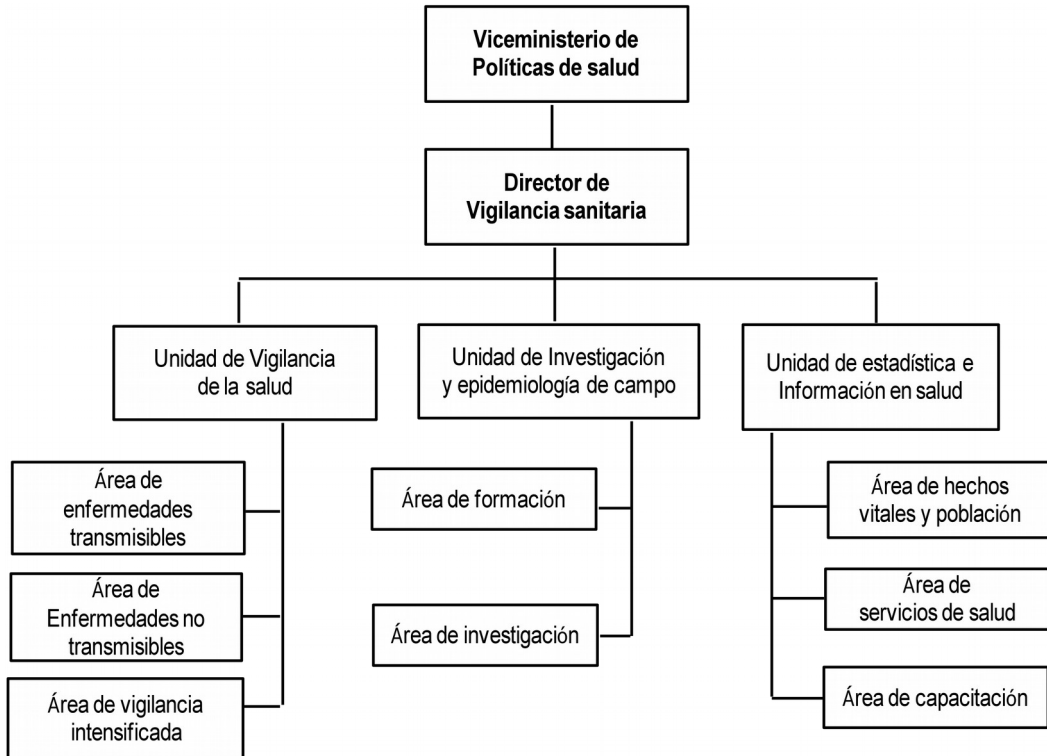 Viceministerio de
Políticas de salud
Director de
Vigilancia sanitaria
Unidad de Vigilancia
de la salud
Unidad de Investigación
y epidemiología de campo
Unidad de estadística e
Información en salud
Área de
enfermedades
transmisibles
Área de
Enfermedades no
transmisibles
Área de vigilancia
intensificada
Área de formación
Área de investigación
Área de hechos
vitales y población
Área de
servicios de salud
Área de capacitación